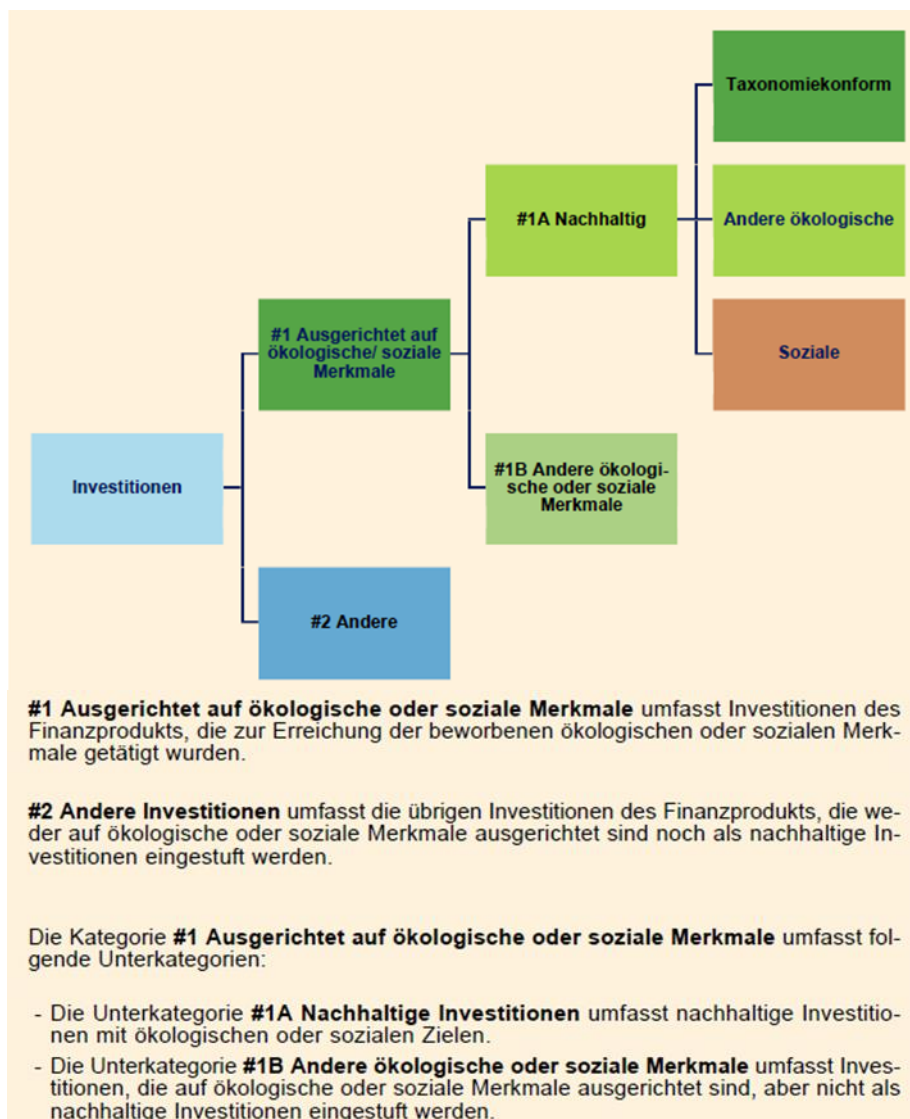 Taxonomiekonform
#1A Nachhaltig
Andere ökologische
#1 Ausgerichtet auf
ökologische/ soziale
Merkmale
Soziale
Investitionen
#1B Andere ökologi-
sche oder soziale
Merkmale
#2 Andere
#1 Ausgerichtet auf ökologische oder soziale Merkmale umfasst Investitionen des
Finanzprodukts, die zur Erreichung der beworbenen ökologischen oder sozialen Merk-
male getätigt wurden.
#2 Andere Investitionen umfasst die übrigen Investitionen des Finanzprodukts, die we-
der auf ökologische oder soziale Merkmale ausgerichtet sind noch als nachhaltige In-
vestitionen eingestuft werden.
Die Kategorie #1 Ausgerichtet auf ökologische oder soziale Merkmale umfasst fol-
gende Unterkategorien:
- Die Unterkategorie #1A Nachhaltige Investitionen umfasst nachhaltige Investitio-
nen mit ökologischen oder sozialen Zielen.
- Die Unterkategorie #1B Andere ökologische oder soziale Merkmale umfasst Inves-
titionen, die auf ökologische oder soziale Merkmale ausgerichtet sind, aber nicht als
nachhaltige Investitionen eingestuft werden.